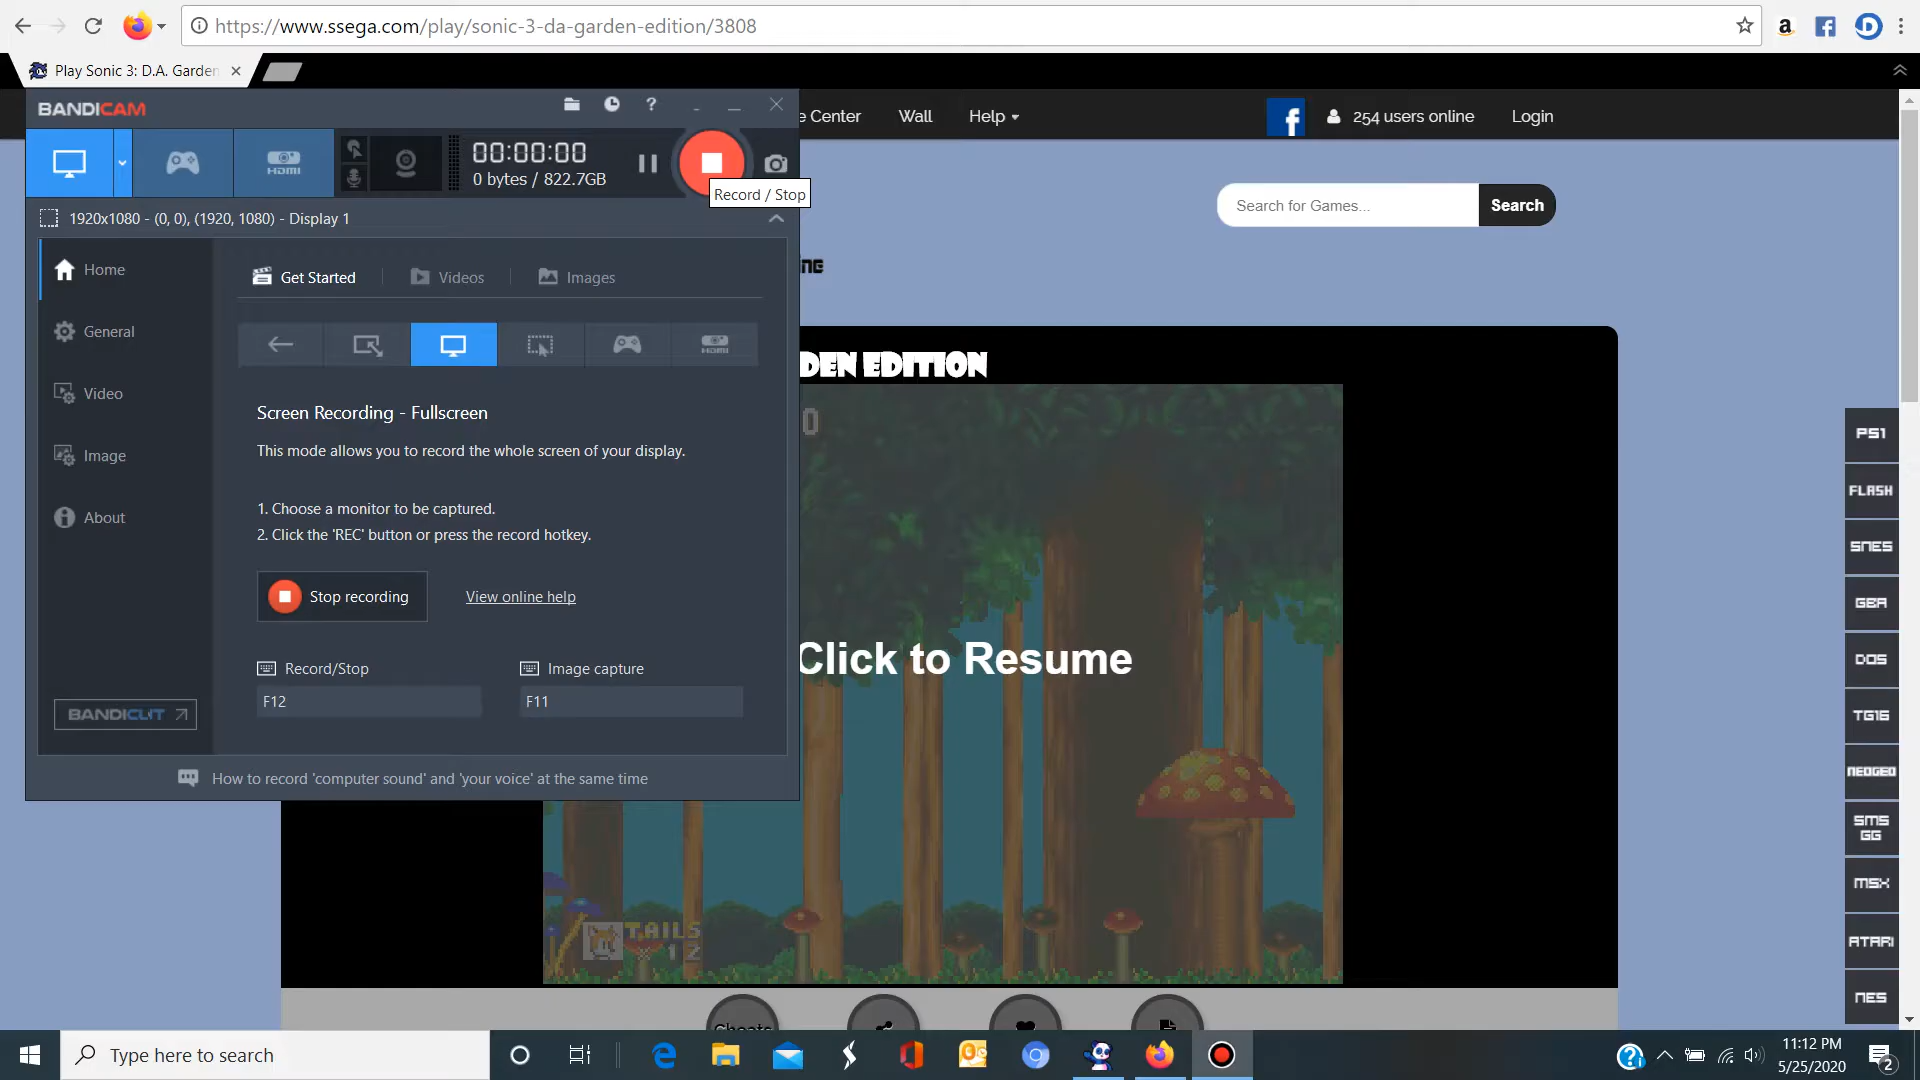 https://www.ssega.com/play/sonic-3-da-garden-edition/3808
a
Play Sonic 3: D.A. Garden
BANDICAM
?
e Center
Wall
Help
254 users online
Login
HDMI
00:00:00
0 bytes / 822.7GB
Record / Stop
1920x1080 - (0, 0), (1920, 1080) - Display 1
Search for Games...
Search
Home
General
Video
Image
About
Get Started
Videos
Images
HDMI
Screen Recording - Fullscreen
This mode allows you to record the whole screen of your display.
1. Choose a monitor to be captured.
2. Click the 'REC' button or press the record hotkey.
Stop recording
View online help
Record/Stop
Image capture
F12
F11
BANDICUT
How to record 'computer sound' and 'your voice' at the same time
DEN EDITION
0
Click to Resume
TAILS
12
PS1
FLASH
SNES
GBA
DOS
TG16
NEOGEO
SMS
GG
MSX
ATARI
NES
Cheats
Type here to search
11:12 PM
5/25/2020
2